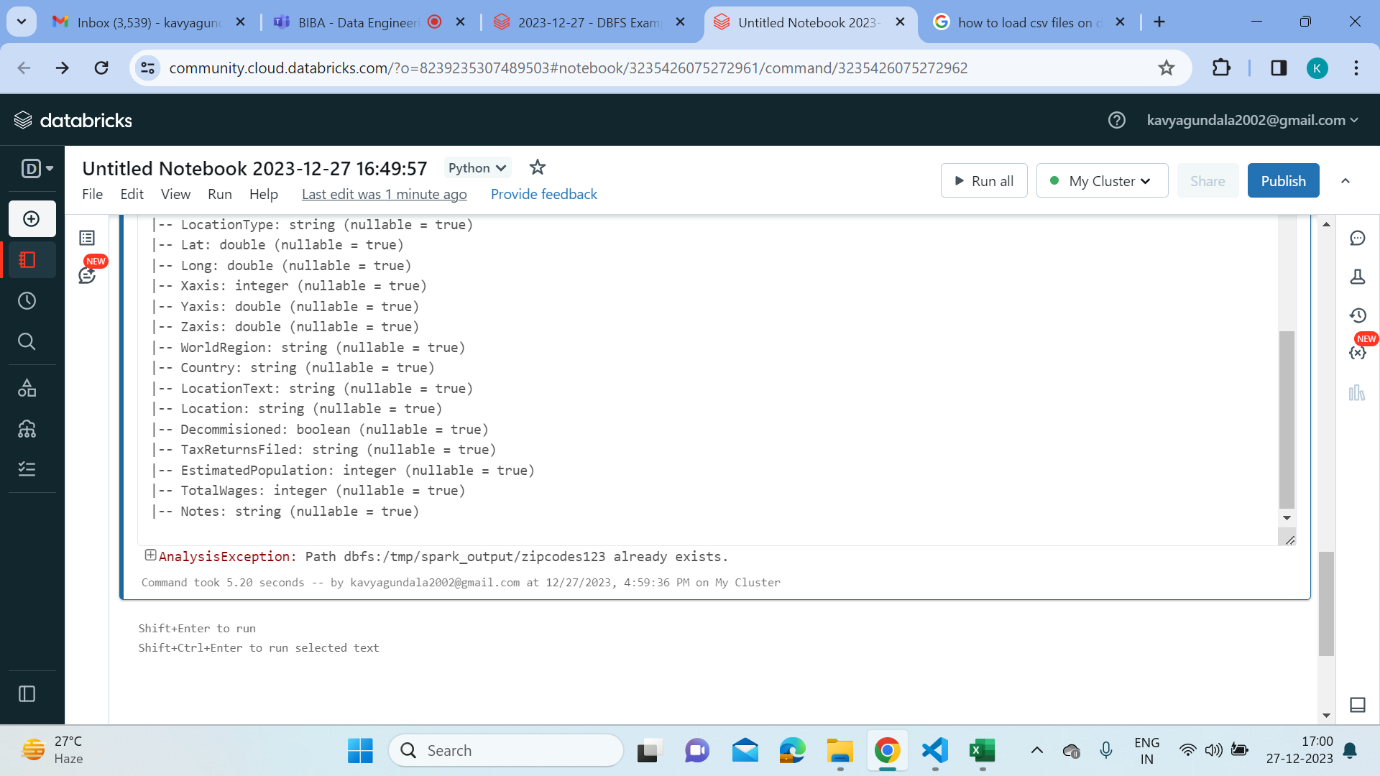 Inbox (3,539) - kavyagund
BIBA - Data Engineeri
2023-12-27 - DBFS Exam
Untitled Notebook 2023-
how to load csv files on d
community.cloud.databricks.com/?o=8239235307489503#notebook/3235426075272961/command/3235426075272962
K
databricks
kavyagundala2002@gmail.com
D
Untitled Notebook 2023-12-27 16:49:57
Python
Run all
My Cluster
Share
Publish
File Edit View Run Help Last edit was 1 minute ago Provide feedback
NEW
NEW
|-- LocationType: string (nullable = true)
|-- Lat: double (nullable = true)
|-- Long: double (nullable = true)
|-- Xaxis: integer (nullable = true)
|-- Yaxis: double (nullable = true)
|-- Zaxis: double (nullable = true)
|-- WorldRegion: string (nullable = true)
|-- Country: string (nullable = true)
|-- LocationText: string (nullable = true)
|-- Location: string (nullable = true)
|-- Decommisioned: boolean (nullable = true)
|-- TaxReturnsFiled: string (nullable = true)
|-- EstimatedPopulation: integer (nullable = true)
|-- TotalWages: integer (nullable = true)
|-- Notes: string (nullable = true)
AnalysisException: Path dbfs:/tmp/spark_output/zipcodes123 already exists.
Command took 5.20 seconds -- by kavyagundala2002@gmail.com at 12/27/2023, 4:59:36 PM on My Cluster
Shift+Enter to run
Shift+Ctrl+Enter to run selected text
27°C
Haze
Search
ENG
IN
17:00
27-12-2023